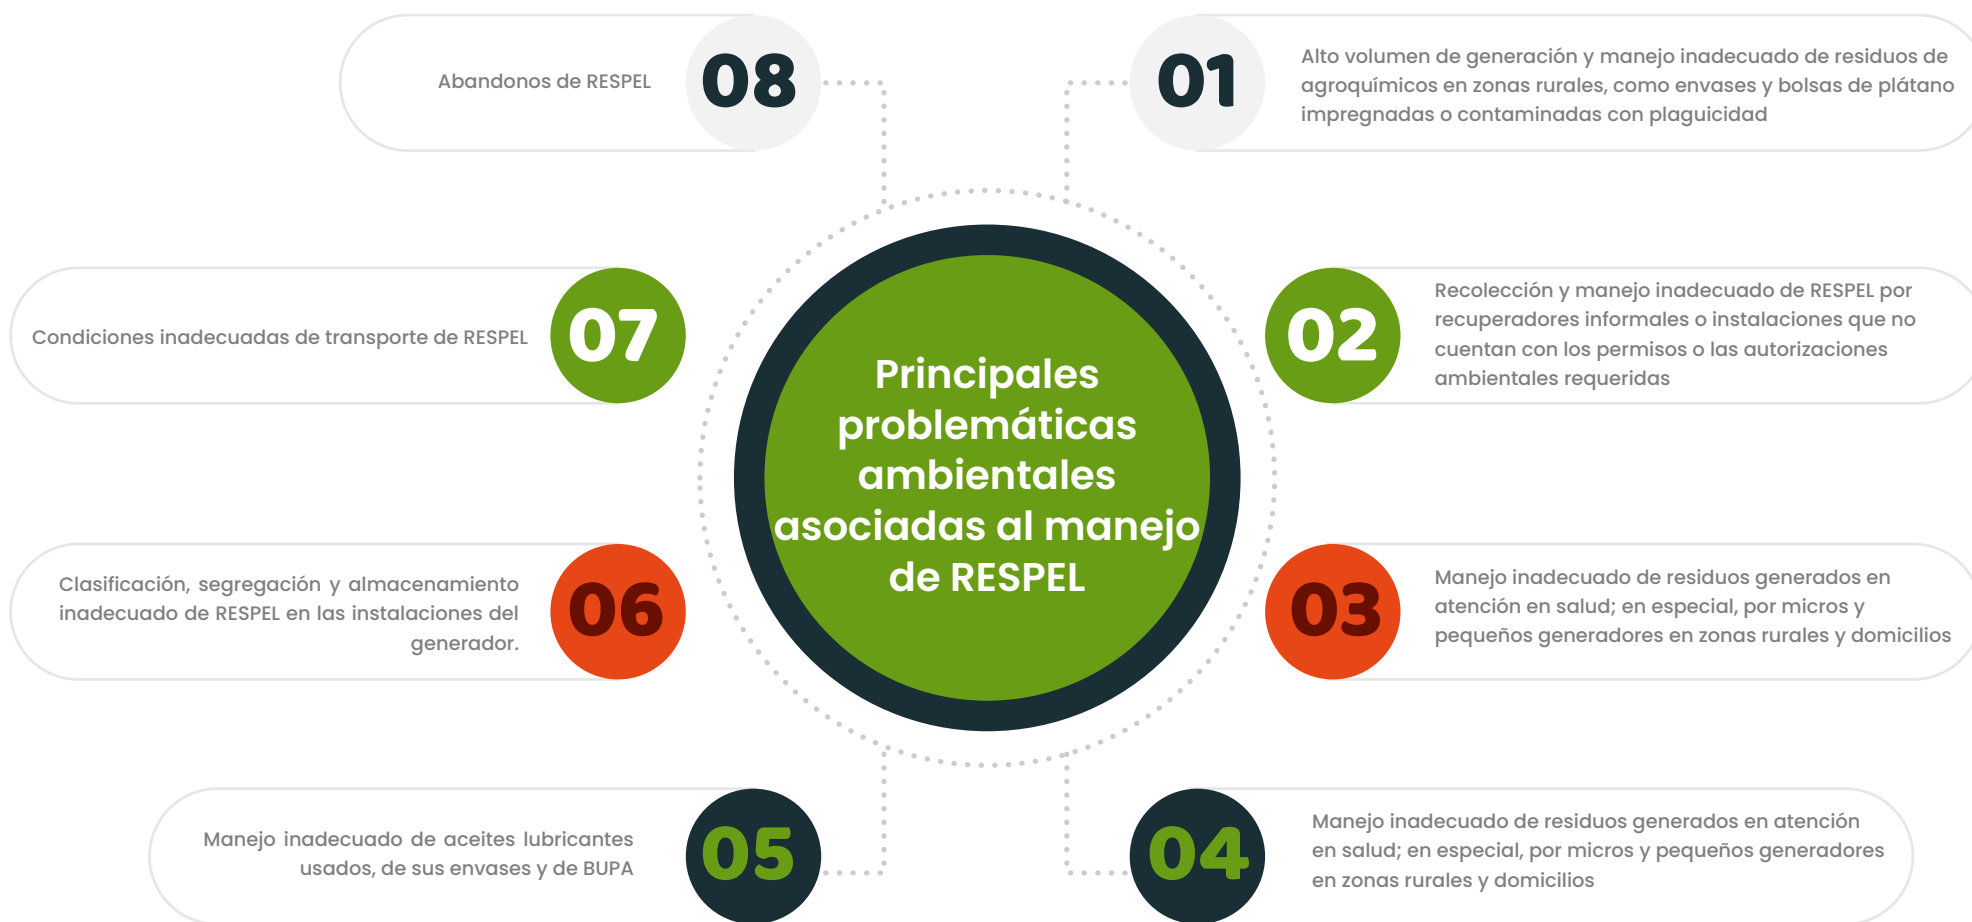 Principales
problemáticas
ambientales
asociadas al manejo
de RESPEL
01
Alto volumen de generación y manejo inadecuado de residuos de
agroquímicos en zonas rurales, como envases y bolsas de plátano
impregnadas o contaminadas con plaguicidad
02
Recolección y manejo inadecuado de RESPEL por
recuperadores informales o instalaciones que no
cuentan con los permisos o las autorizaciones
ambientales requeridas
03
Manejo inadecuado de residuos generados en
atención en salud; en especial, por micros y
pequeños generadores en zonas rurales y domicilios
04
Manejo inadecuado de residuos generados en atención
en salud; en especial, por micros y pequeños generadores
en zonas rurales y domicilios
05
Manejo inadecuado de aceites lubricantes
usados, de sus envases y de BUPA
06
Clasificación, segregación y almacenamiento
inadecuado de RESPEL en las instalaciones del
generador.
07
Condiciones inadecuadas de transporte de RESPEL
08
Abandonos de RESPEL